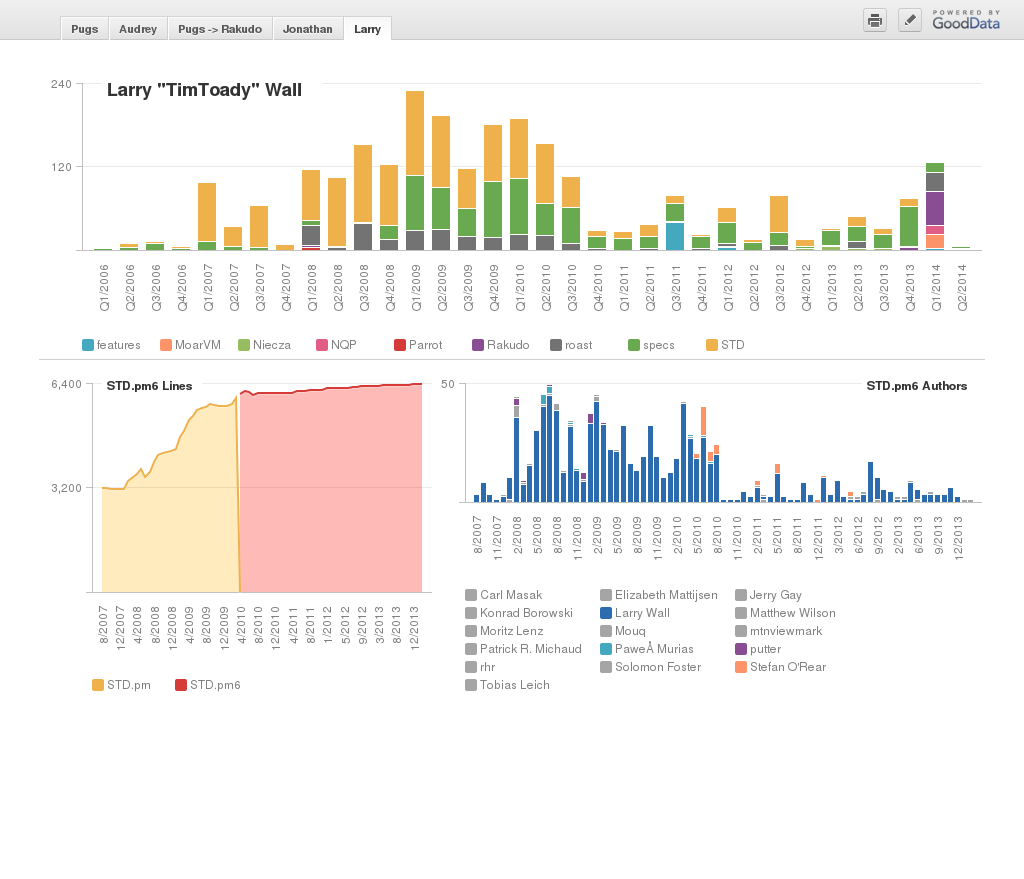 Pugs Audrey Pugs -> Rakudo Jonathan Larry
POWERED BY
GoodData
Larry "TimToady" Wall
240
120
Q1/2006 Q2/2006 Q3/2006 Q4/2006 Q1/2007 Q2/2007 Q3/2007 Q4/2007 Q1/2008 Q2/2008 Q3/2008 Q4/2008 Q1/2009 Q2/2009 Q3/2009 Q4/2009 Q1/2010 Q2/2010 Q3/2010 Q4/2010 Q1/2011 Q2/2011 Q3/2011 Q4/2011 Q1/2012 Q2/2012 Q3/2012 Q4/2012 Q1/2013 Q2/2013 Q3/2013 Q4/2013 Q1/2014 Q2/2014
features MoarVM Niecza NQP Parrot Rakudo roast specs STD
STD.pm6 Lines
6,400
3,200
8/2007 12/2007 4/2008 8/2008 12/2008 4/2009 8/2009 12/2009 4/2010 8/2010 12/2010 4/2011 8/2011 1/2012 5/2012 9/2012 3/2013 8/2013 12/2013
STD.pm STD.pm6
STD.pm6 Authors
50
8/2007 11/2007 2/2008 5/2008 8/2008 11/2008 2/2009 5/2009 8/2009 11/2009 2/2010 5/2010 8/2010 11/2010 2/2011 5/2011 8/2011 12/2011 3/2012 6/2012 9/2012 2/2013 6/2013 9/2013 12/2013
Carl Masak Elizabeth Mattijsen Jerry Gay
Konrad Borowski Larry Wall Matthew Wilson
Moritz Lenz Mouq mtnviewmark
Patrick R. Michaud PaweÅ Murias putter
rhr Solomon Foster Stefan O'Rear
Tobias Leich